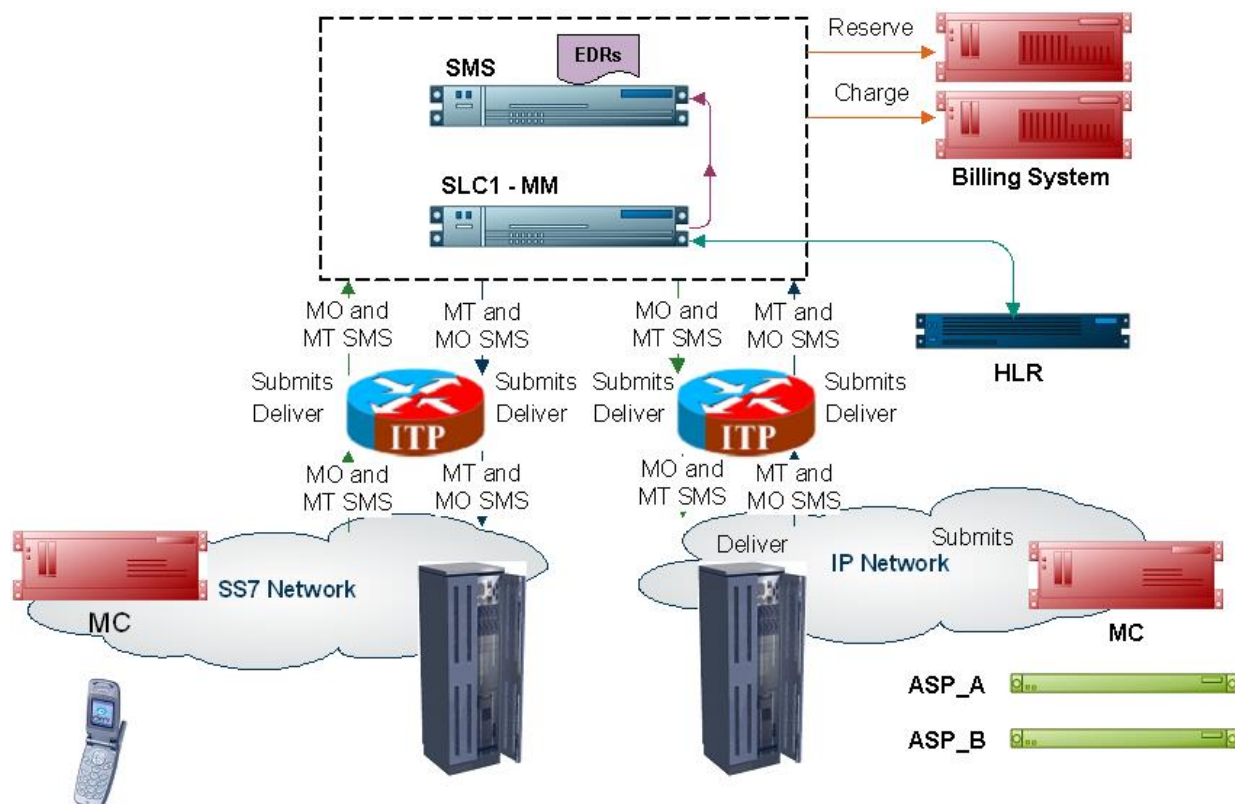 EDRs
Reserve
SMS
Charge
Billing System
SLC1 - MM
MO and
MT SMS
MT and
MO SMS
MO and
MT SMS
MT and
MO SMS
HLR
Submits
Deliver
Submits
Deliver
Submits
Deliver
Submits
Deliver
ITP
ITP
MO and
MT SMS
MT and
MO SMS
MO and
MT SMS
MT and
MO SMS
SS7 Network
MC
Deliver
IP Network
Submits
MC
ASP_A
ASP_B